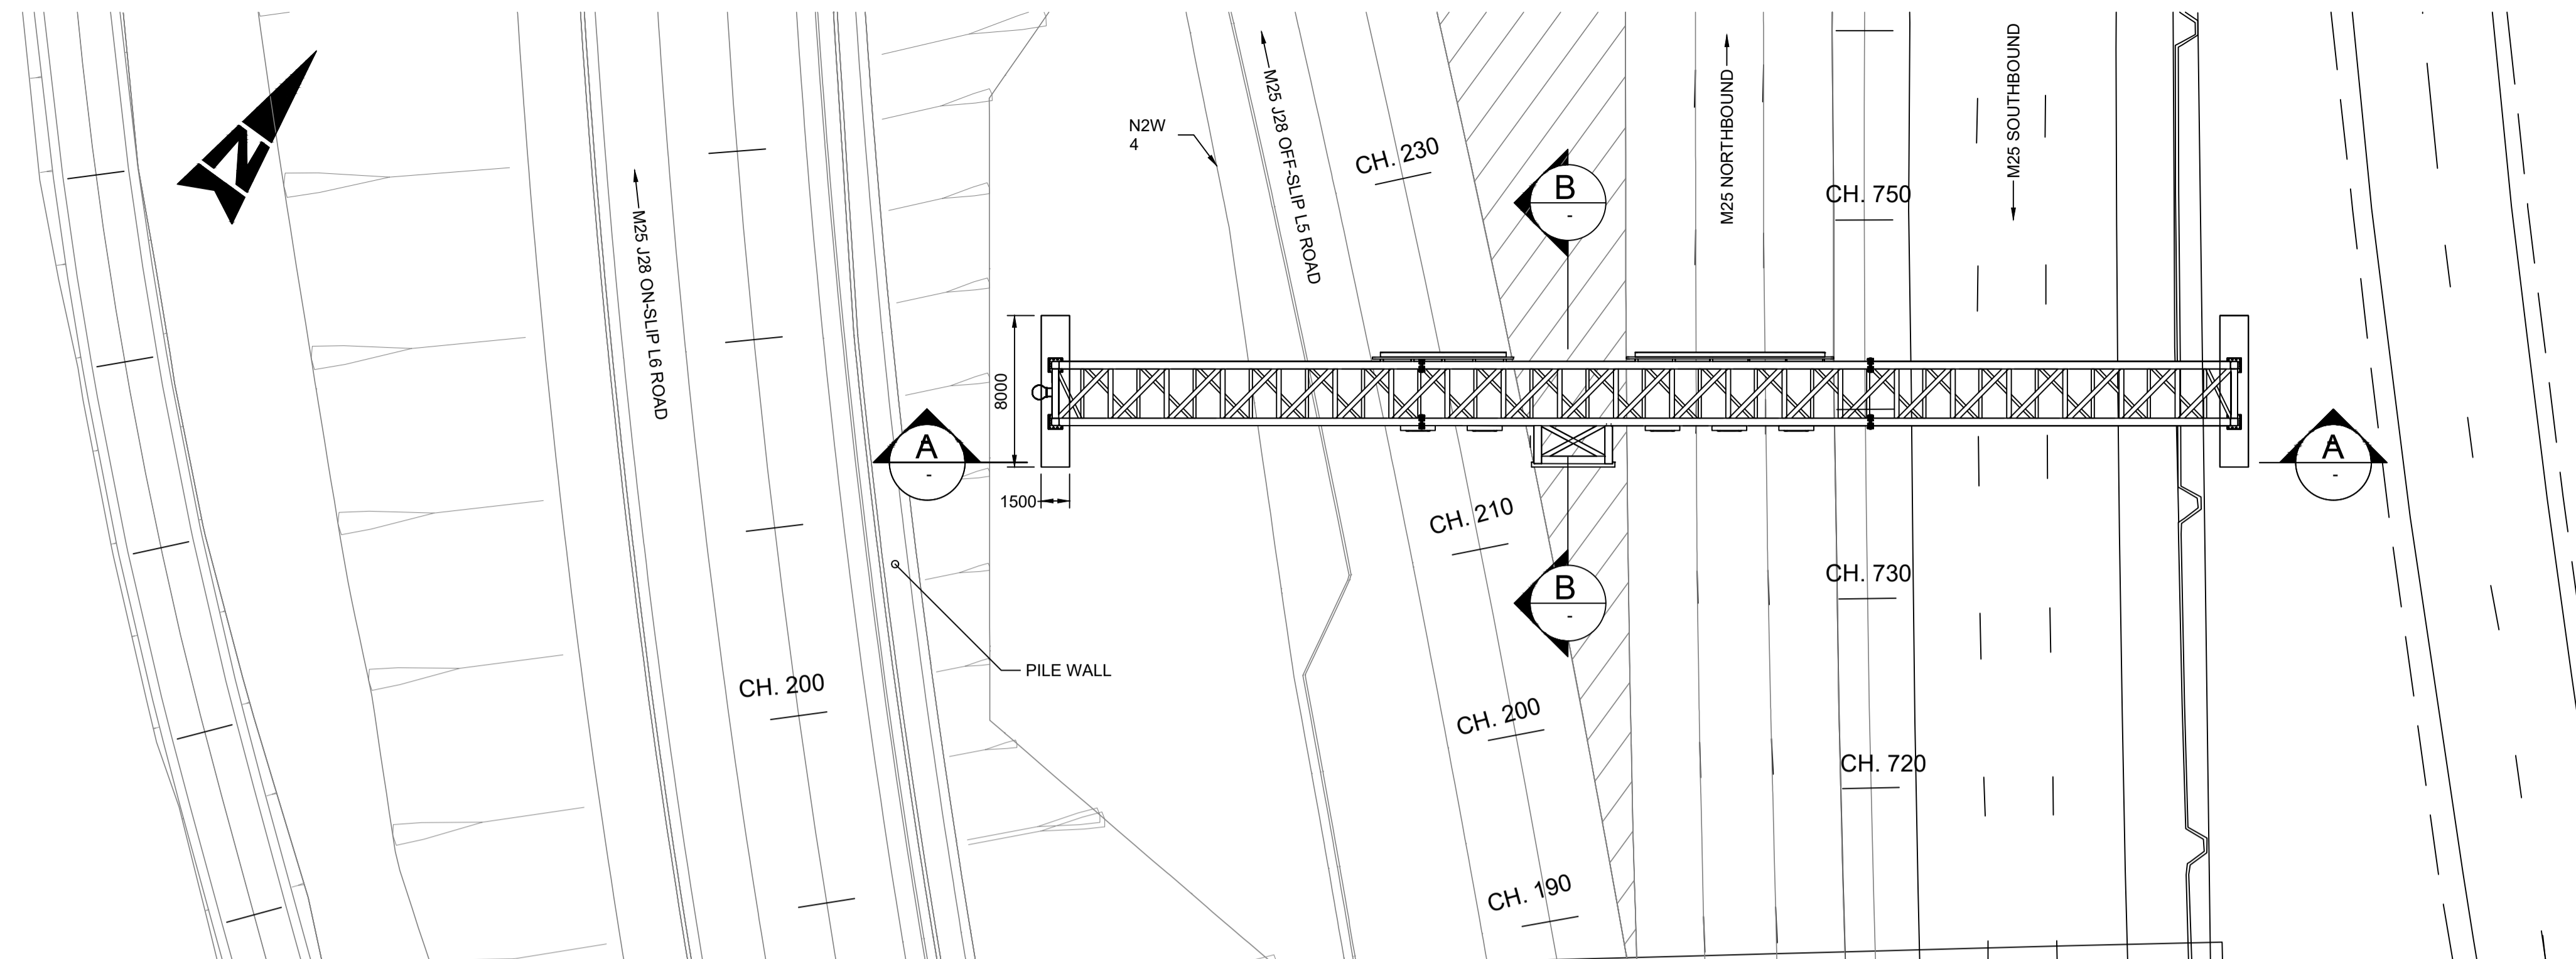 N
N2W
4
M25 J28 OFF-SLIP L5 ROAD
M25 NORTHBOUND
M25 SOUTHBOUND
CH. 230
B
-
CH. 750
M25 J28 ON-SLIP L6 ROAD
8000
A
-
A
-
1500
CH. 210
B
-
CH. 730
PILE WALL
CH. 200
CH. 200
CH. 720
CH. 190